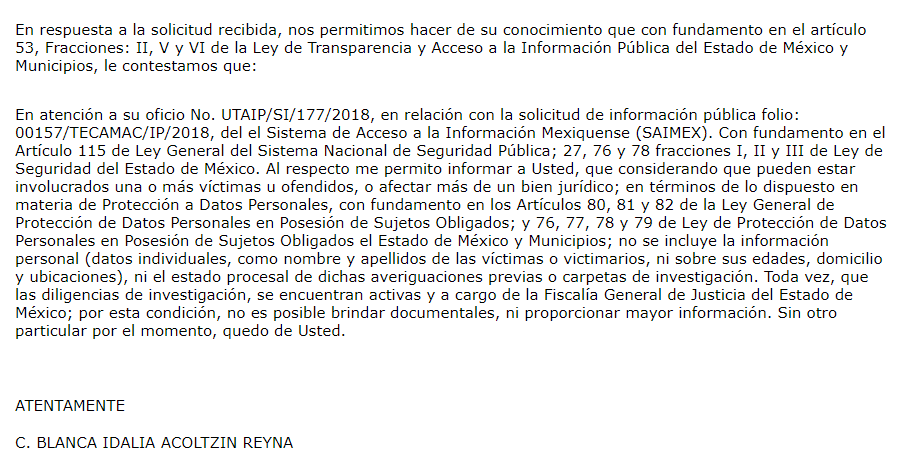 En respuesta a la solicitud recibida, nos permitimos hacer de su conocimiento que con fundamento en el artículo
53, Fracciones: II, V y VI de la Ley de Transparencia y Acceso a la Información Pública del Estado de México y
Municipios, le contestamos que:
En atención a su oficio No. UTAIP/SI/177/2018, en relación con la solicitud de información pública folio:
00157/TECAMAC/IP/2018, del el Sistema de Acceso a la Información Mexiquense (SAIMEX). Con fundamento en el
Artículo 115 de Ley General del Sistema Nacional de Seguridad Pública; 27, 76 y 78 fracciones I, II y III de Ley de
Seguridad del Estado de México. Al respecto me permito informar a Usted, que considerando que pueden estar
involucrados una o más víctimas u ofendidos, o afectar más de un bien jurídico; en términos de lo dispuesto en
materia de Protección a Datos Personales, con fundamento en los Artículos 80, 81 y 82 de la Ley General de
Protección de Datos Personales en Posesión de Sujetos Obligados; y 76, 77, 78 y 79 de Ley de Protección de Datos
Personales en Posesión de Sujetos Obligados el Estado de México y Municipios; no se incluye la información
personal (datos individuales, como nombre y apellidos de las víctimas o victimarios, ni sobre sus edades, domicilio
y ubicaciones), ni el estado procesal de dichas averiguaciones previas o carpetas de investigación. Toda vez, que
las diligencias de investigación, se encuentran activas y a cargo de la Fiscalía General de Justicia del Estado de
México; por esta condición, no es posible brindar documentales, ni proporcionar mayor información. Sin otro
particular por el momento, quedo de Usted.
ATENTAMENTE
C. BLANCA IDALIA ACOLTZIN REYNA